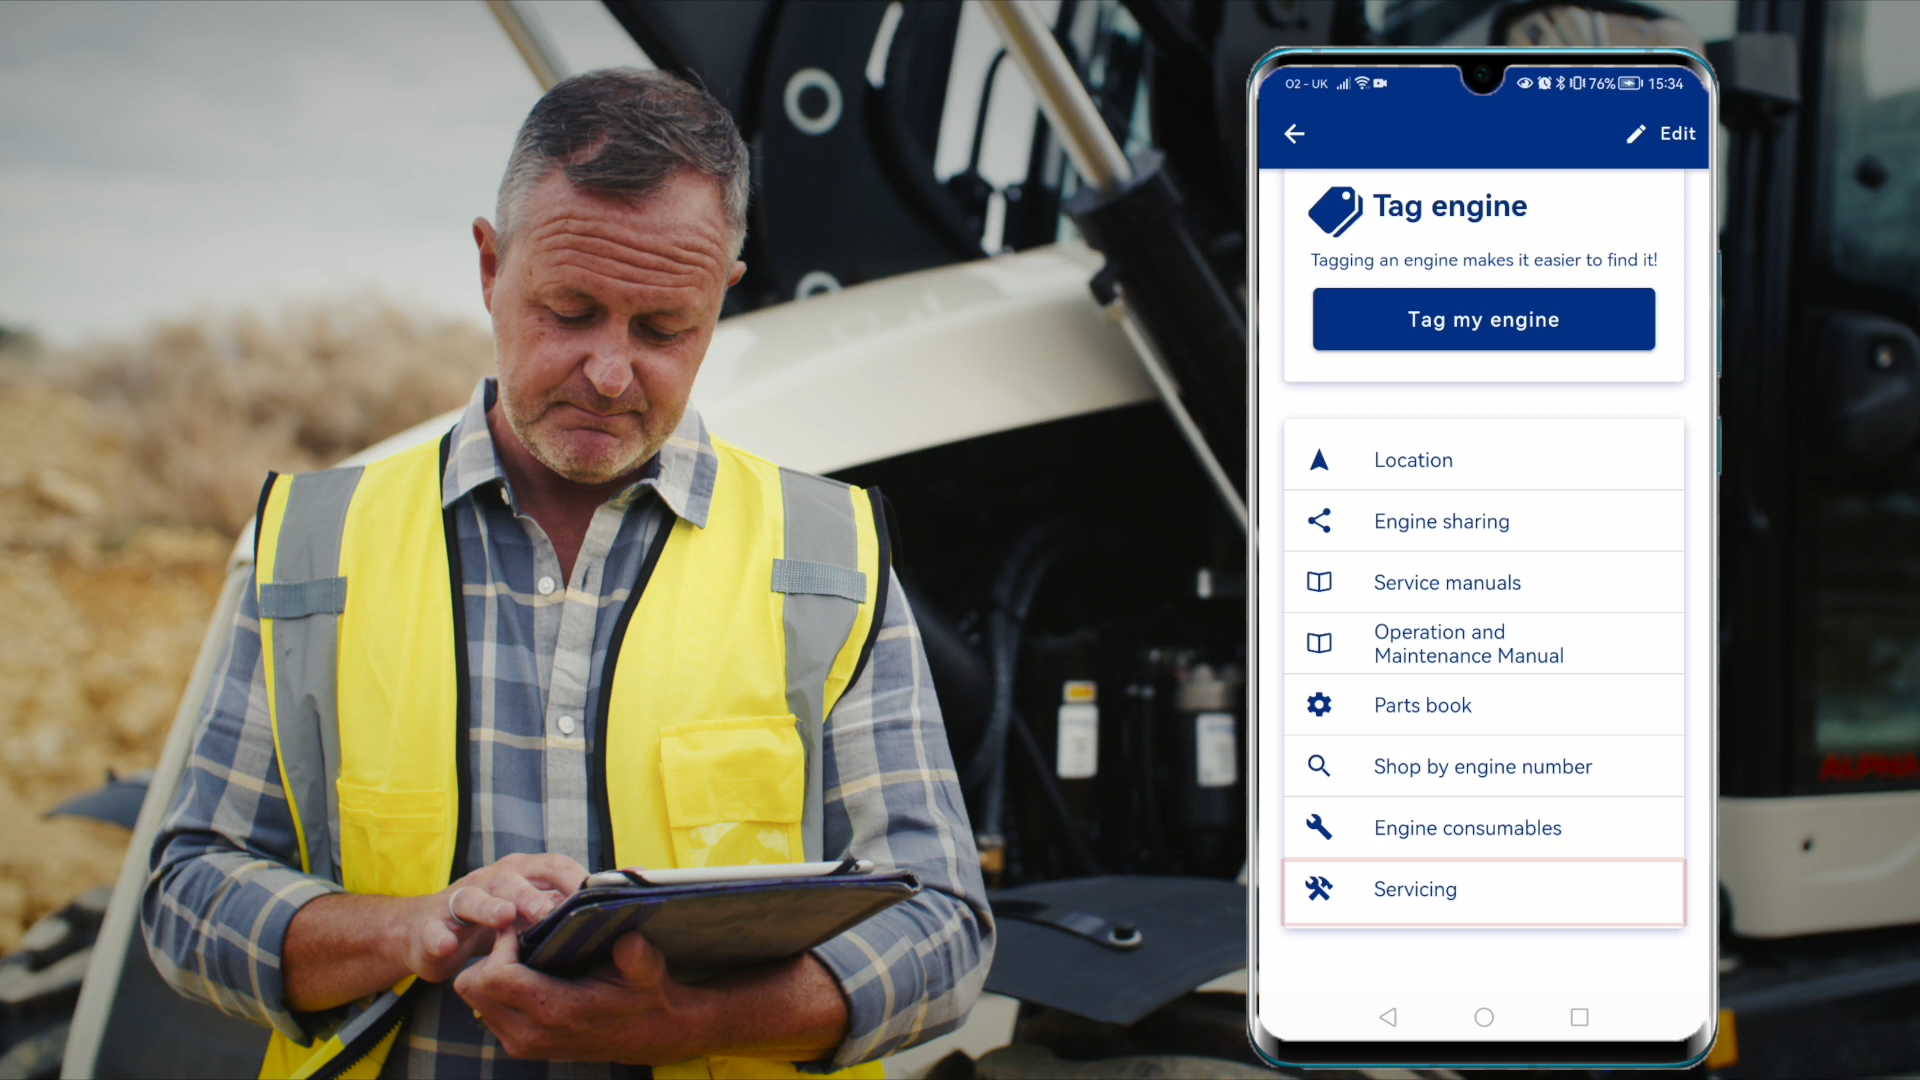 O2 - UK
76%
15:34
Edit
Tag engine
Tagging an engine makes it easier to find it!
Tag my engine
Location
Engine sharing
Service manuals
Operation and
Maintenance Manual
Parts book
Shop by engine number
Engine consumables
Servicing
ALPHA